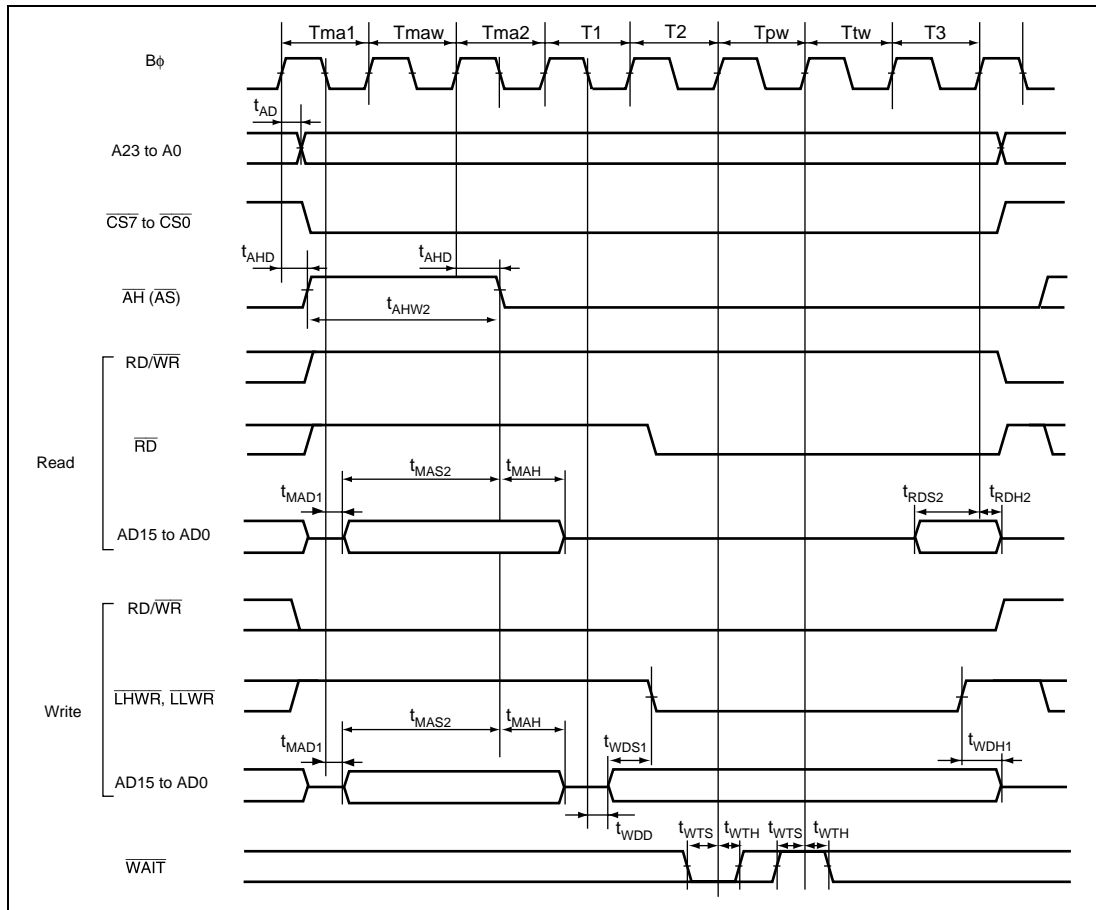 Tma1 Tmaw Tma2 T1 T2 Tpw Ttw T3
Bφ
tAD
A23 to A0
CS7 to CS0
tAHD tAHD
AH (AS)
tAHW2
RD/WR
RD
Read
tMAS2 tMAH
tMAD1 tRDS2 tRDH2
AD15 to AD0
RD/WR
LHWR, LLWR
Write
tMAS2 tMAH
tMAD1 tWDS1 tWDH1
AD15 to AD0
tWDD
tWTS tWTH tWTS tWTH
WAIT